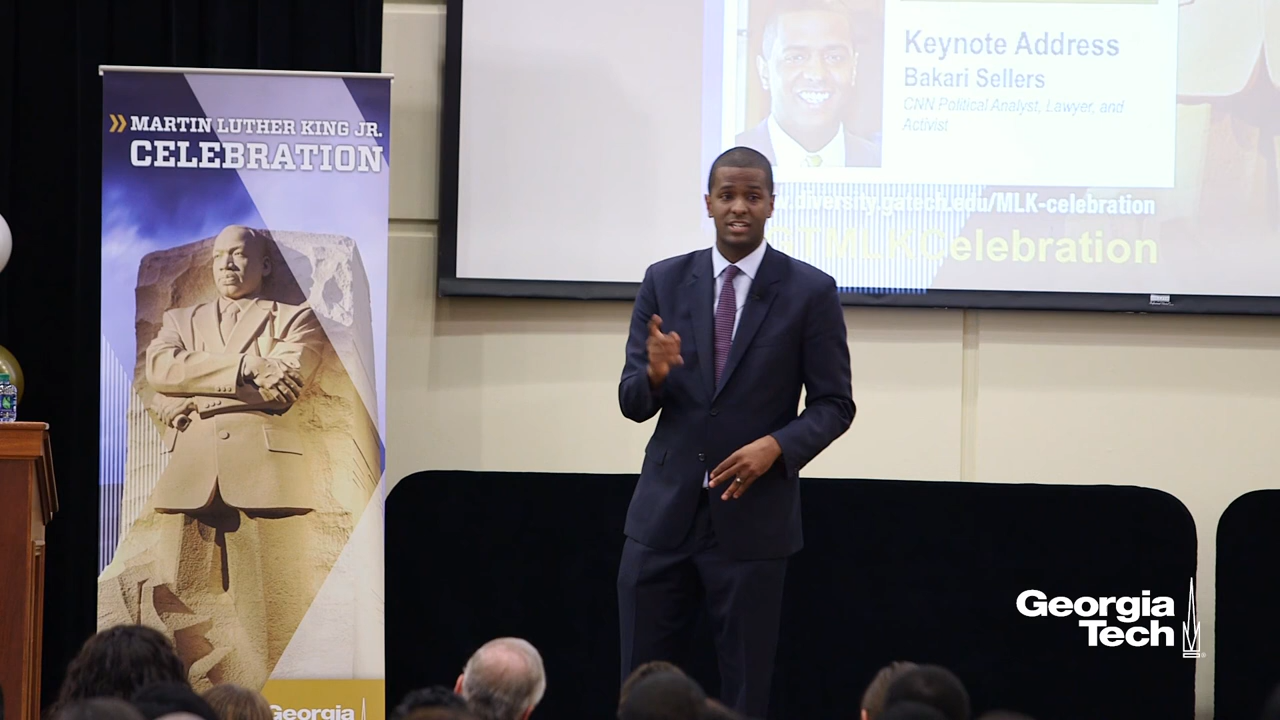 MARTIN LUTHER KING JR.
CELEBRATION
Keynote Address
Bakari Sellers
CNN Political Analyst, Lawyer, and
Activist
.diversity.gatech.edu/MLK-celebration
TMLKCelebration
Georgia
Tech
Georgia